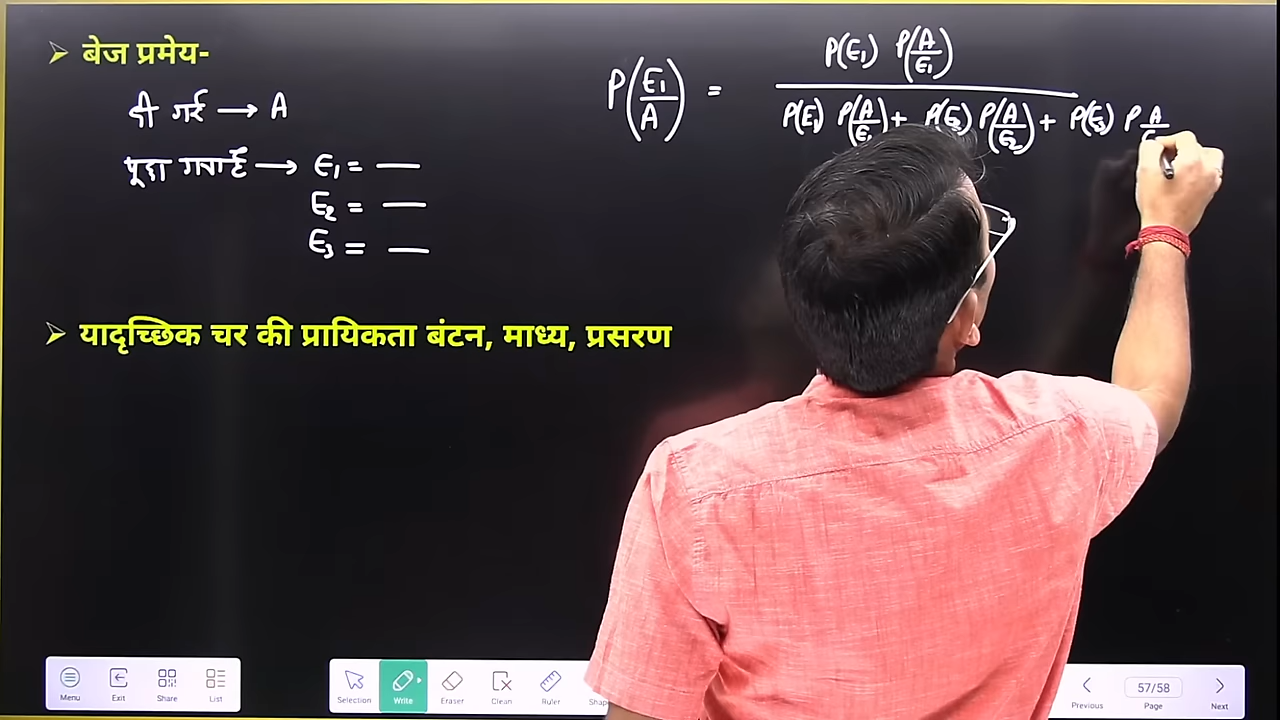 ➤ बेज प्रमेय-
दी गई → A
पूछा गया है → E₁ = —
E₂ = —
E₃ = —
P(E₁/A) = P(E₁) P(A/E₁) / P(E₁) P(A/E₁) + P(E₂) P(A/E₂) + P(E₃) P A
➤ यादृच्छिक चर की प्रायिकता बंटन, माध्य, प्रसरण
Menu Exit Share List Selection Write Eraser Clean Ruler Previous 57/58 Page Next